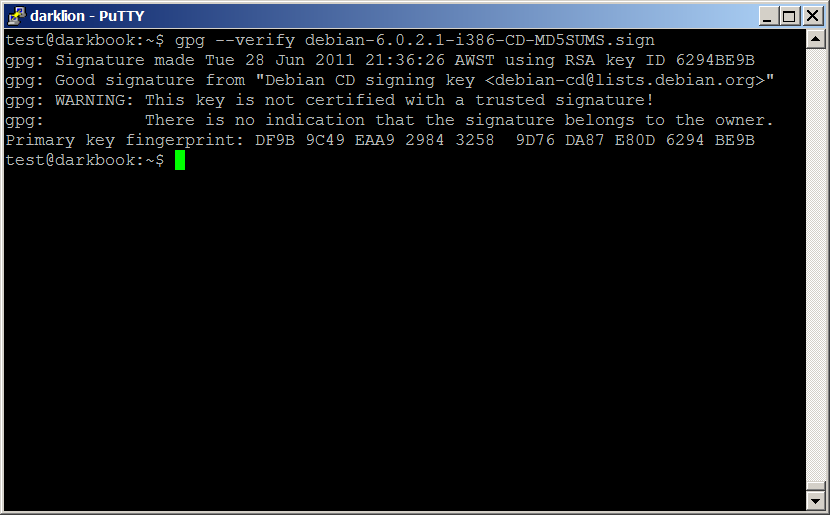 darklion - PuTTY
test@darkbook:~$ gpg --verify debian-6.0.2.1-i386-CD-MD5SUMS.sign
gpg: Signature made Tue 28 Jun 2011 21:36:26 AWST using RSA key ID 6294BE9B
gpg: Good signature from "Debian CD signing key <debian-cd@lists.debian.org>"
gpg: WARNING: This key is not certified with a trusted signature!
gpg:          There is no indication that the signature belongs to the owner.
Primary key fingerprint: DF9B 9C49 EAA9 2984 3258  9D76 DA87 E80D 6294 BE9B
test@darkbook:~$